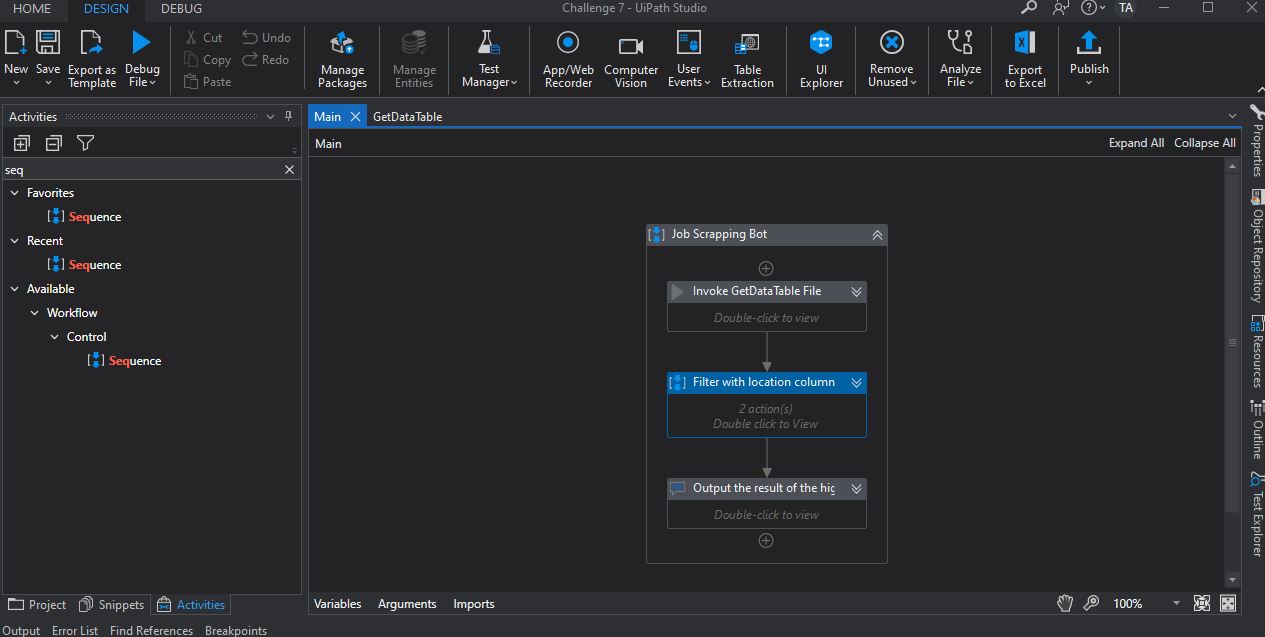 HOME DESIGN DEBUG
Challenge 7 - UiPath Studio
TA
New
Save
Export as
Template
Debug
File
Cut
Copy
Paste
Undo
Redo
Manage
Packages
Manage
Entities
Test
Manager
App/Web
Recorder
Computer
Vision
User
Events
Table
Extraction
UI
Explorer
Remove
Unused
Analyze
File
Export
to Excel
Publish
Activities
seq
Favorites
Sequence
Recent
Sequence
Available
Workflow
Control
Sequence
Project Snippets Activities
Main GetDataTable
Main
Expand All Collapse All
Job Scrapping Bot
Invoke GetDataTable File
Double-click to view
Filter with location column
2 action(s)
Double click to View
Output the result of the hig
Double-click to view
Variables Arguments Imports
100%
Properties
Object Repository
Resources
Outline
Test Explorer
Output Error List Find References Breakpoints